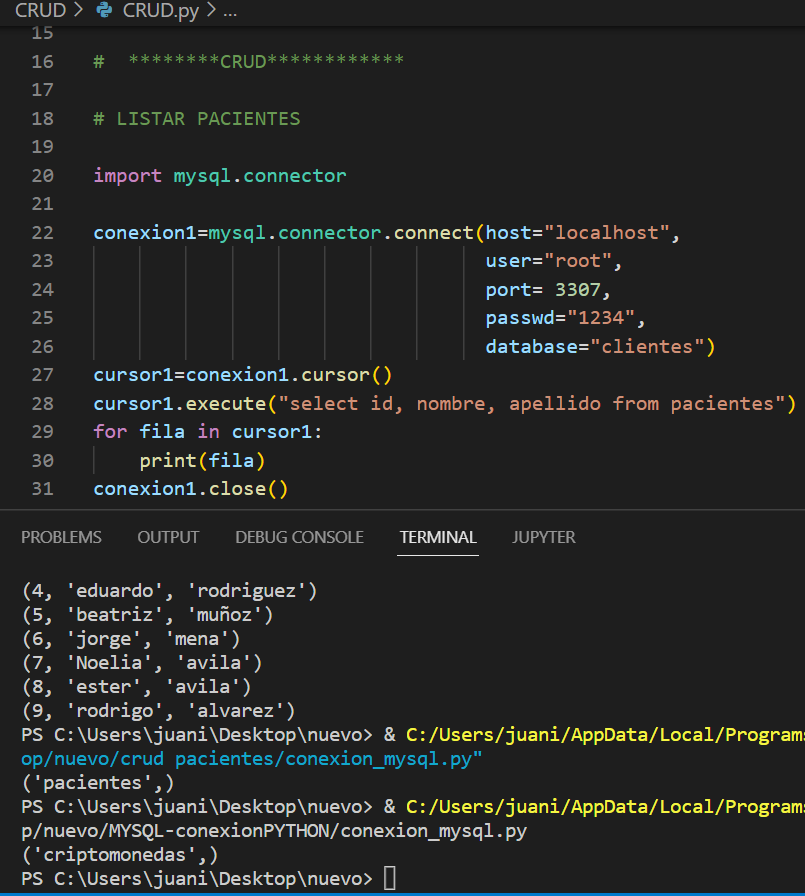 CRUD > CRUD.py > ...
15
16 # ********CRUD************
17
18 # LISTAR PACIENTES
19
20 import mysql.connector
21
22 conexion1=mysql.connector.connect(host="localhost",
23 user="root",
24 port= 3307,
25 passwd="1234",
26 database="clientes")
27 cursor1=conexion1.cursor()
28 cursor1.execute("select id, nombre, apellido from pacientes")
29 for fila in cursor1:
30 print(fila)
31 conexion1.close()
PROBLEMS OUTPUT DEBUG CONSOLE TERMINAL JUPYTER
(4, 'eduardo', 'rodriguez')
(5, 'beatriz', 'muñoz')
(6, 'jorge', 'mena')
(7, 'Noelia', 'avila')
(8, 'ester', 'avila')
(9, 'rodrigo', 'alvarez')
PS C:\Users\juani\Desktop\nuevo> & C:/Users/juani/AppData/Local/Programs
op/nuevo/crud pacientes/conexion_mysql.py"
('pacientes',)
PS C:\Users\juani\Desktop\nuevo> & C:/Users/juani/AppData/Local/Programs
p/nuevo/MYSQL-conexionPYTHON/conexion_mysql.py
('criptomonedas',)
PS C:\Users\juani\Desktop\nuevo>